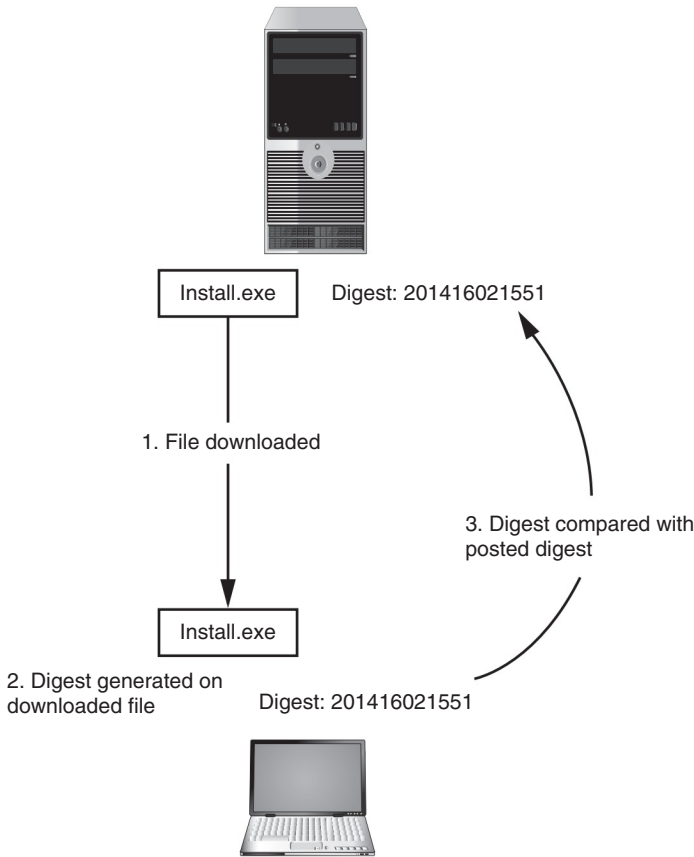 Install.exe
Digest: 201416021551
1. File downloaded
3. Digest compared with
posted digest
Install.exe
2. Digest generated on
downloaded file
Digest: 201416021551